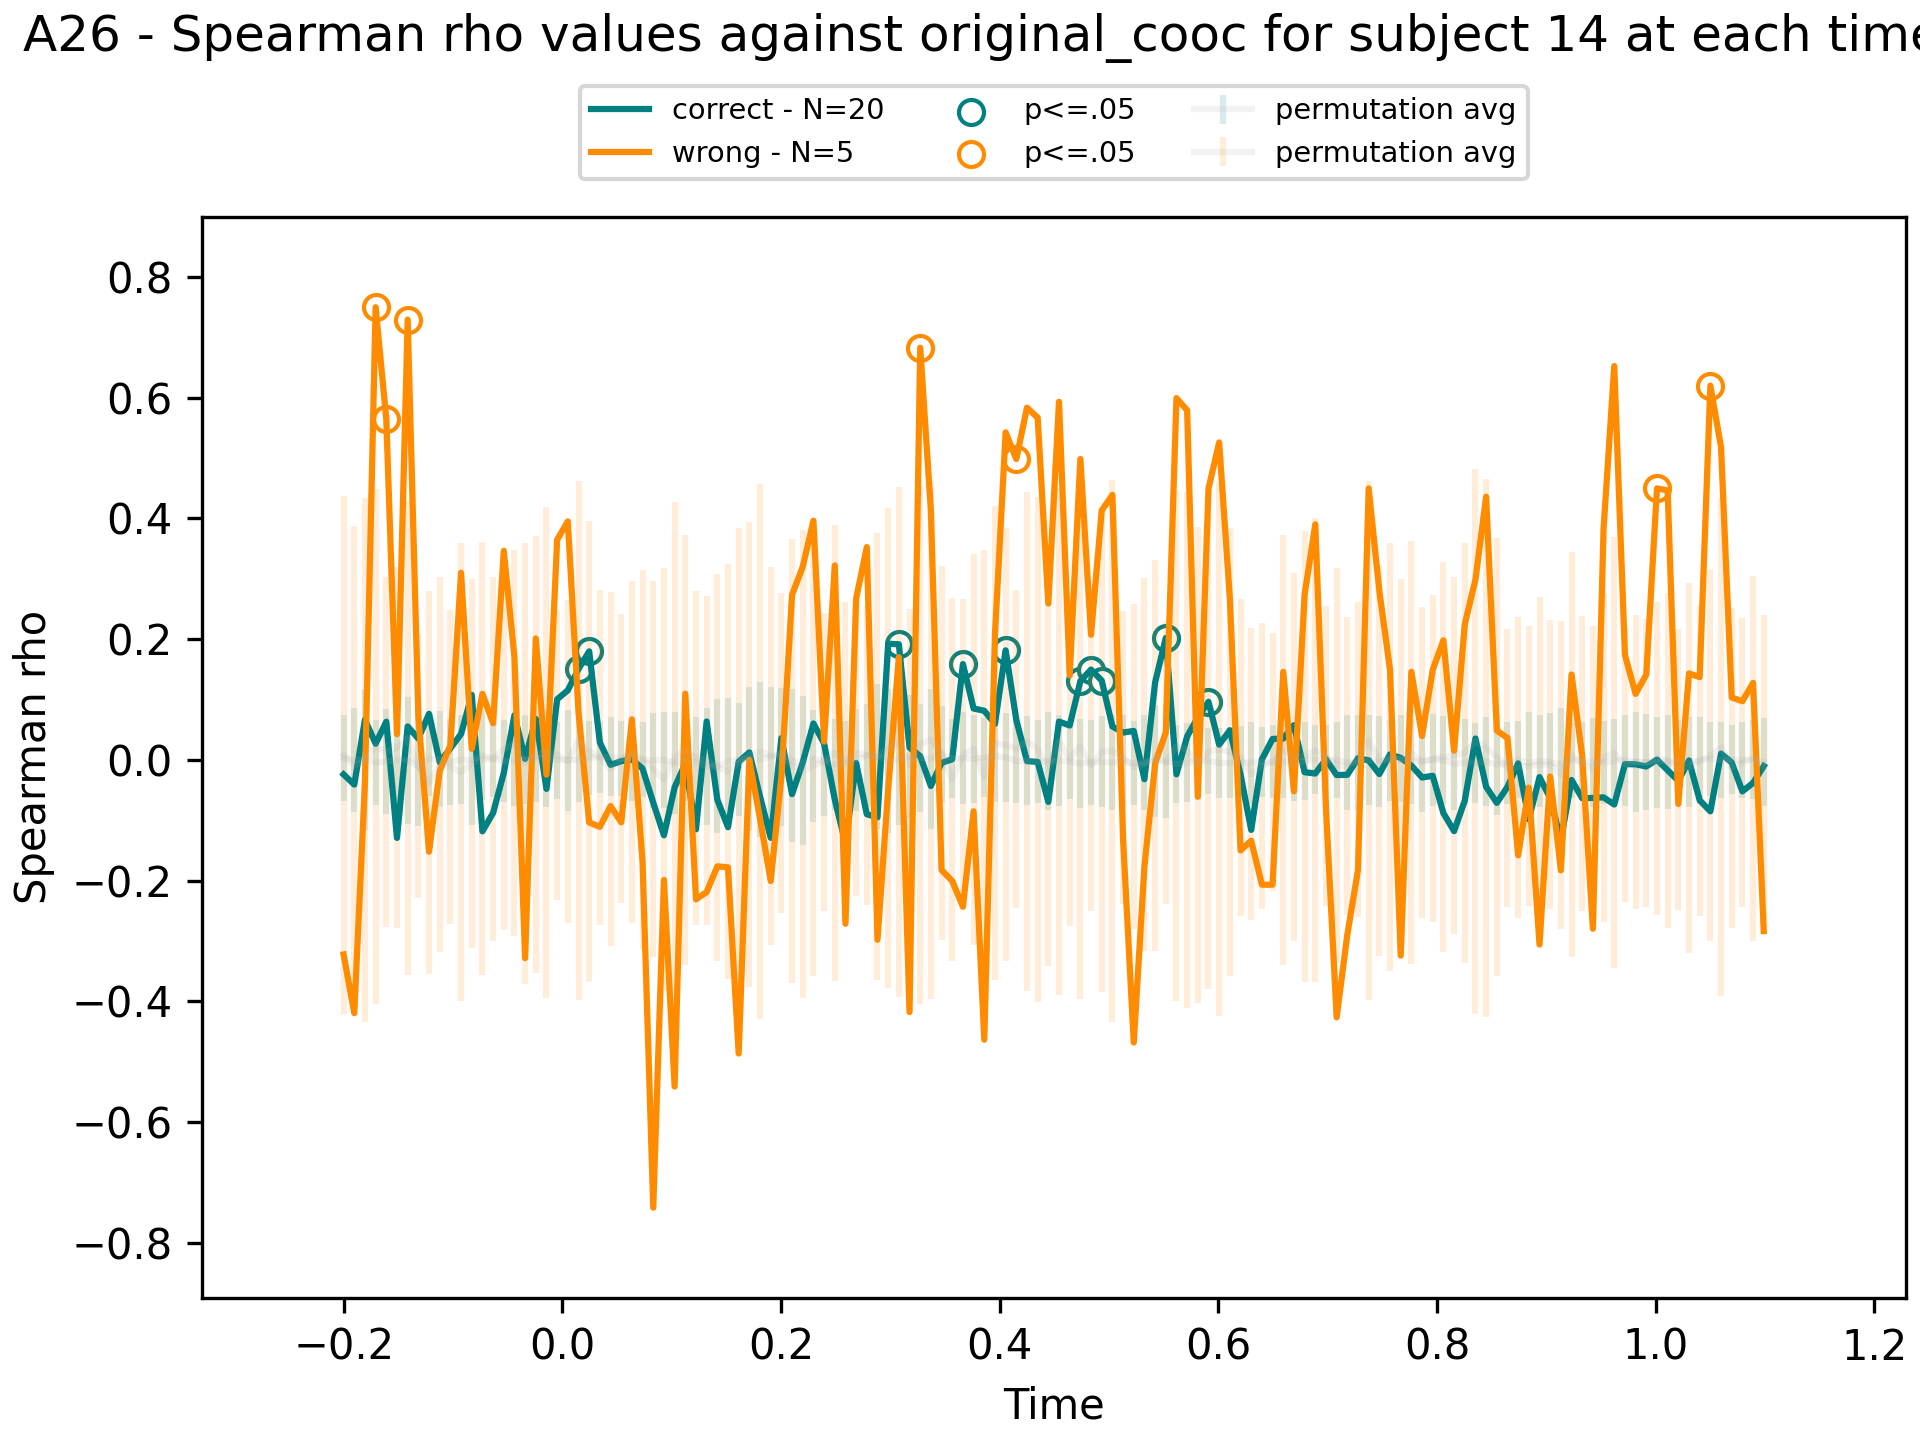 A26 - Spearman rho values against original_cooc for subject 14 at each time
correct - N=20
wrong - N=5
p<=.05
p<=.05
permutation avg
permutation avg
Spearman rho
0.8
0.6
0.4
0.2
0.0
−0.2
−0.4
−0.6
−0.8
−0.2 0.0 0.2 0.4 0.6 0.8 1.0 1.2
Time